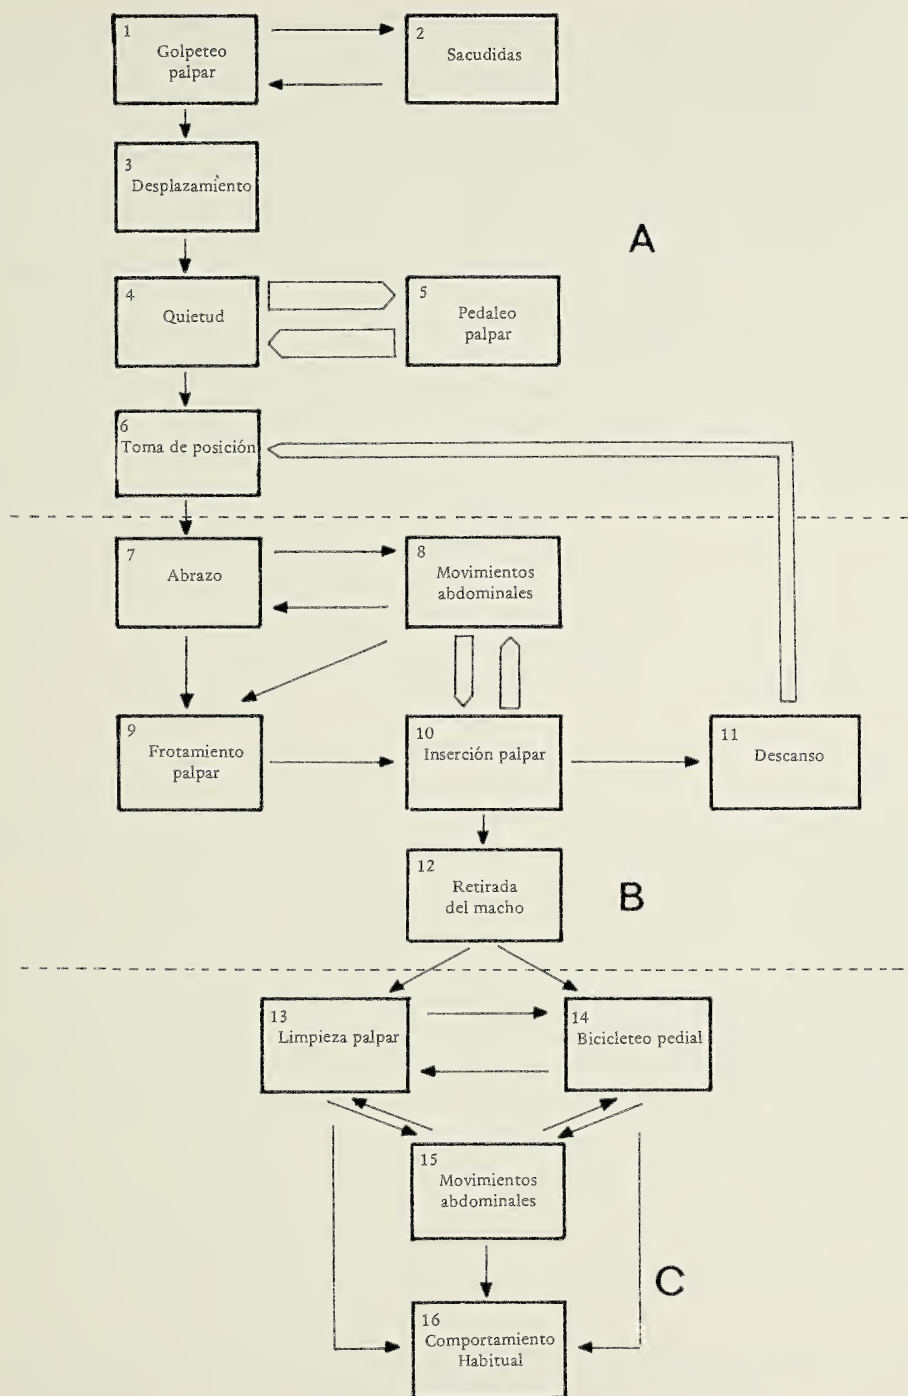 1
Golpeteo
palpar
2
Sacudidas
3
Desplazamiento
A
4
Quietud
5
Pedaleo
palpar
6
Toma de posición
7
Abrazo
8
Movimientos
abdominales
9
Frotamiento
palpar
10
Inserción palpar
11
Descanso
12
Retirada
del macho
B
13
Limpieza palpar
14
Bicicleteo pedial
15
Movimientos
abdominales
C
16
Comportamiento
Habitual